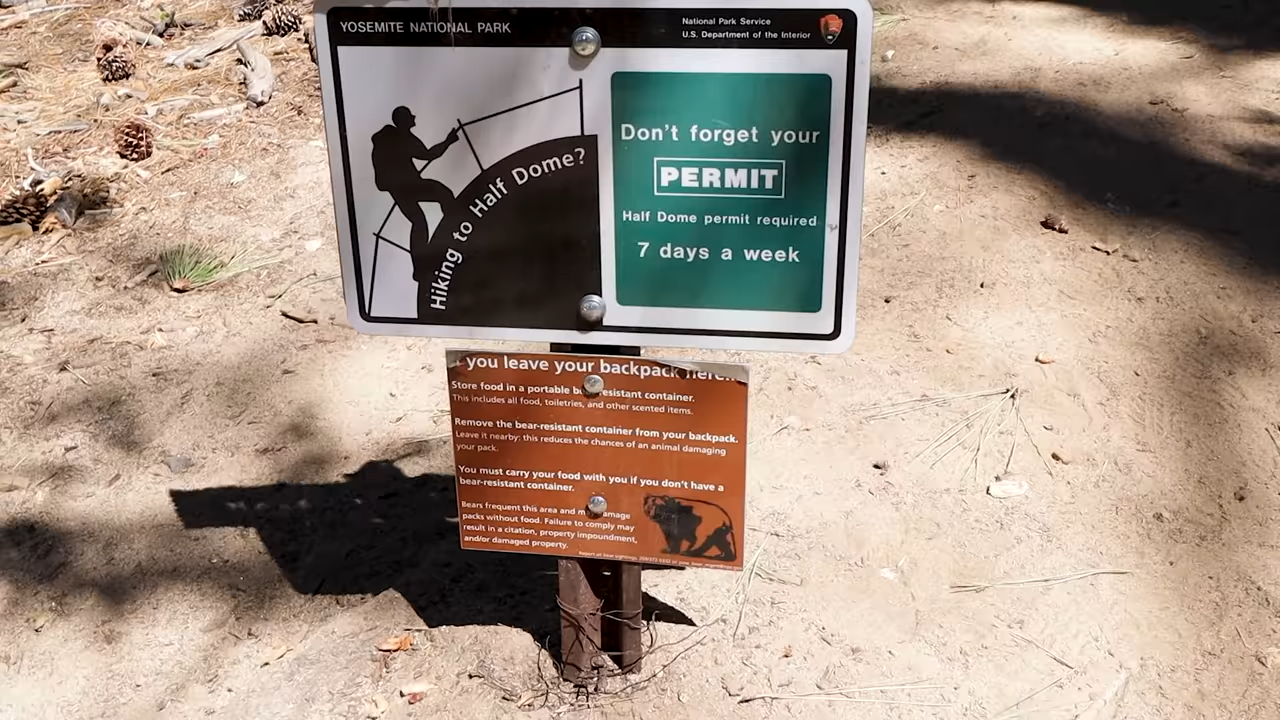 YOSEMITE NATIONAL PARK
National Park Service
U.S. Department of the Interior
Hiking to Half Dome?
Don't forget your
PERMIT
Half Dome permit required
7 days a week
you leave your backpack here...
Store food in a portable b resistant container.
This includes all food, toiletries, and other scented items.
Remove the bear-resistant container from your backpack.
Leave it nearby: this reduces the chances of an animal damaging
your pack.
You must carry your food with you if you don't have a
bear-resistant container.
Bears frequent this area and m amage
packs without food. Failure to comply may
result in a citation, property impoundment,
and/or damaged property.